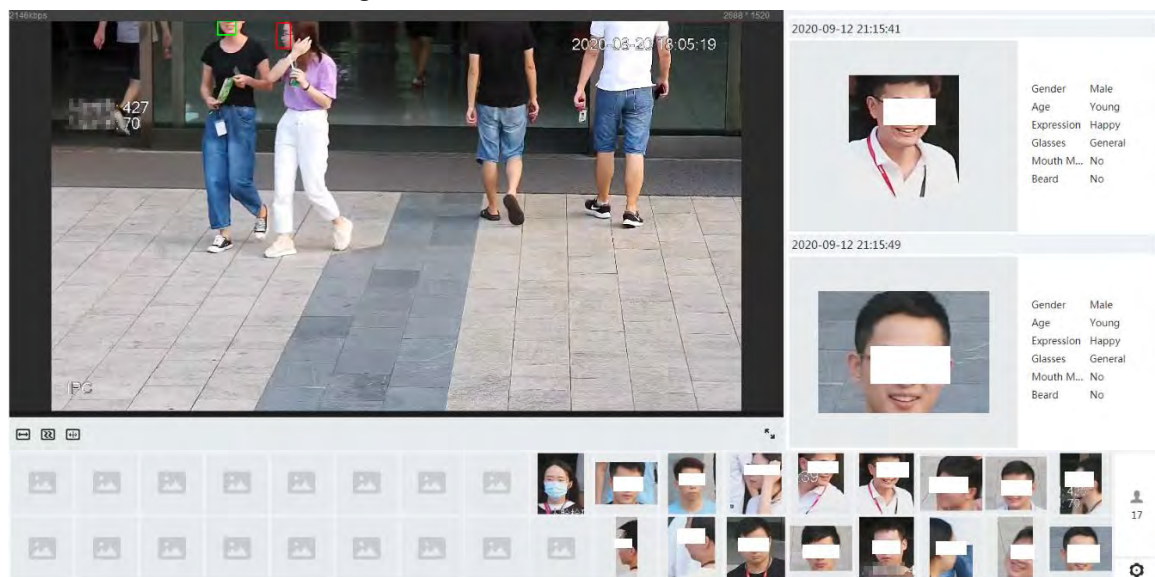 2146kbps
2688 * 1520
2020-08-20 18:05:19
427
70
IPC
2020-09-12 21:15:41
Gender Male
Age Young
Expression Happy
Glasses General
Mouth M... No
Beard No
2020-09-12 21:15:49
Gender Male
Age Young
Expression Happy
Glasses General
Mouth M... No
Beard No
17